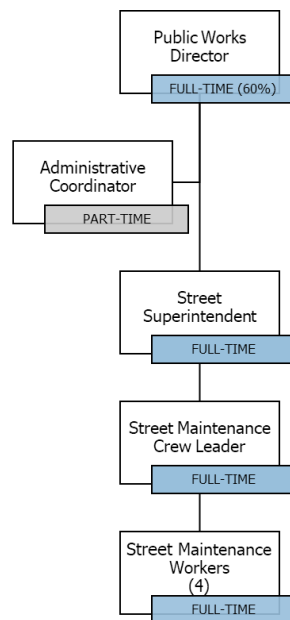 Public Works
Director
FULL-TIME (60%)
Administrative
Coordinator
PART-TIME
Street
Superintendent
FULL-TIME
Street Maintenance
Crew Leader
FULL-TIME
Street Maintenance
Workers
(4)
FULL-TIME